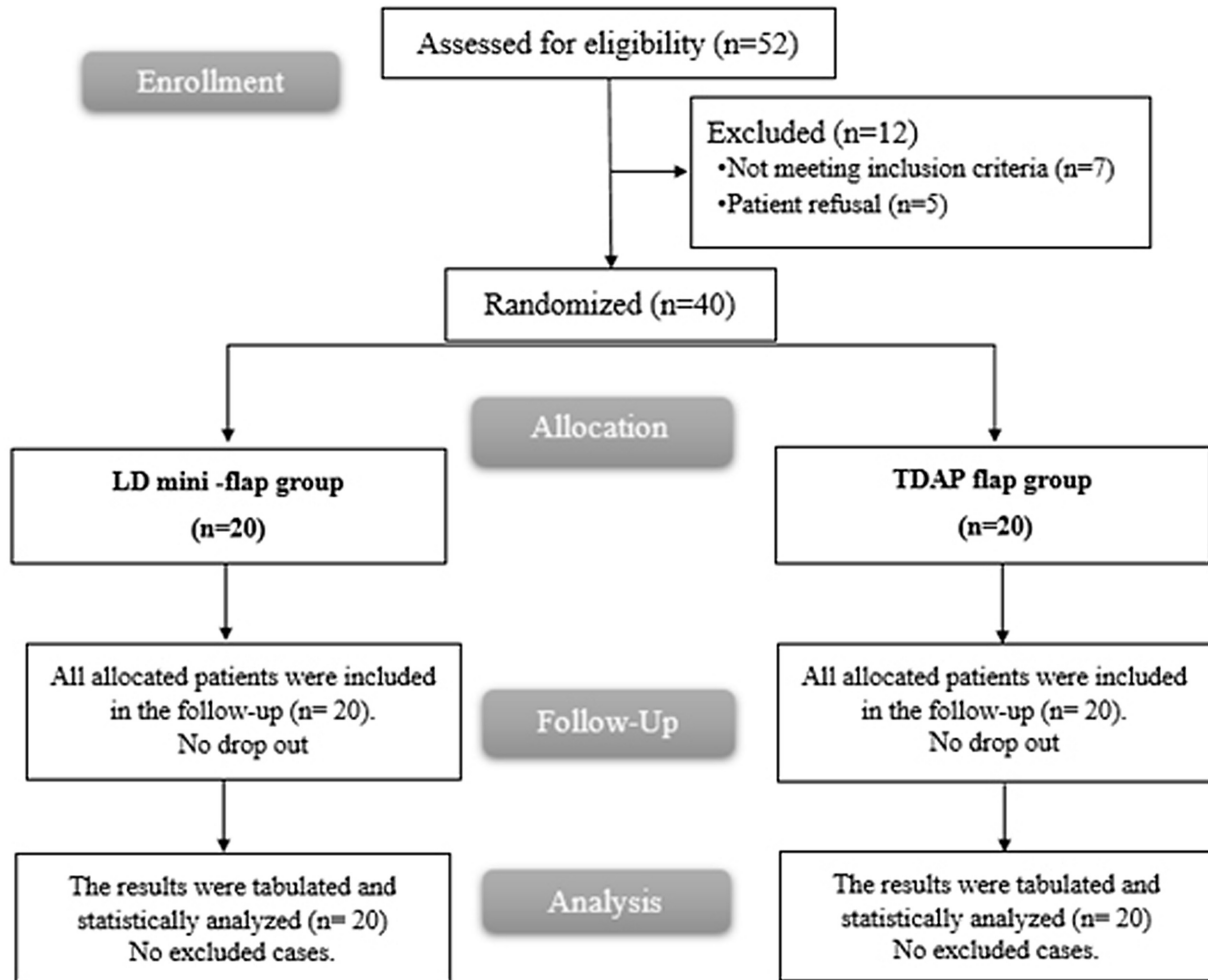 Assessed for eligibility (n=52)
Enrollment
Excluded (n=12)
•Not meeting inclusion criteria (n=7)
•Patient refusal (n=5)
Randomized (n=40)
Allocation
LD mini -flap group
(n=20)
TDAP flap group
(n=20)
All allocated patients were included
in the follow-up (n= 20).
No drop out
Follow-Up
All allocated patients were included
in the follow-up (n= 20).
No drop out
The results were tabulated and
statistically analyzed (n= 20)
No excluded cases.
Analysis
The results were tabulated and
statistically analyzed (n= 20)
No excluded cases.